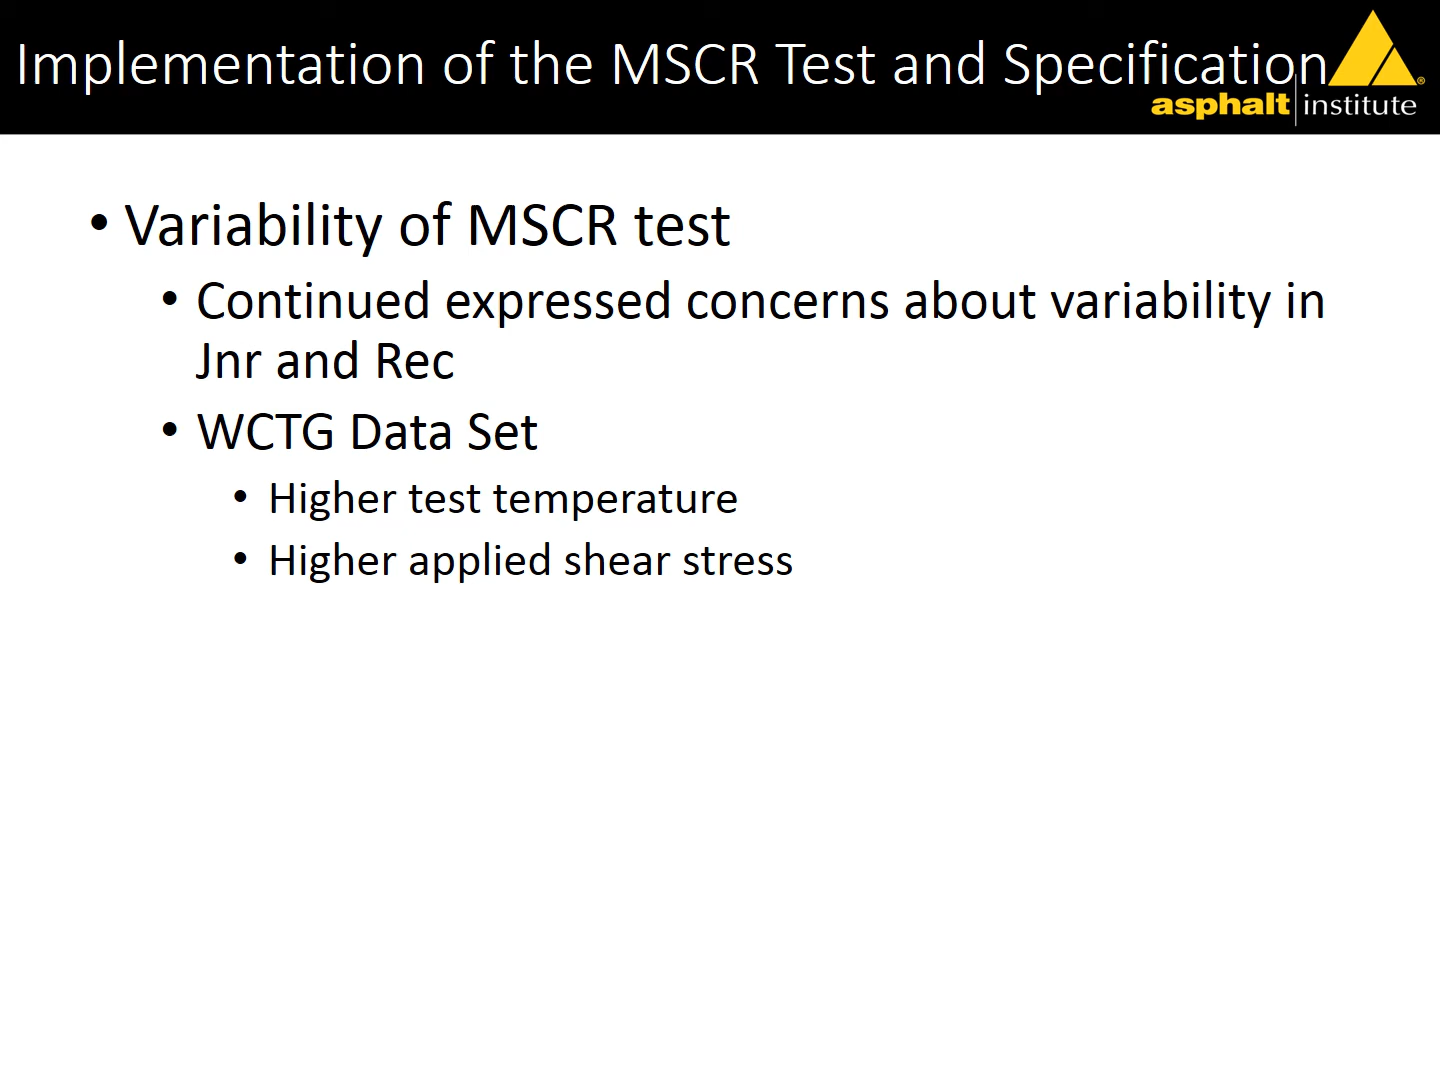 Implementation of the MSCR Test and Specification
asphalt institute
®
• Variability of MSCR test
• Continued expressed concerns about variability in
Jnr and Rec
• WCTG Data Set
• Higher test temperature
• Higher applied shear stress